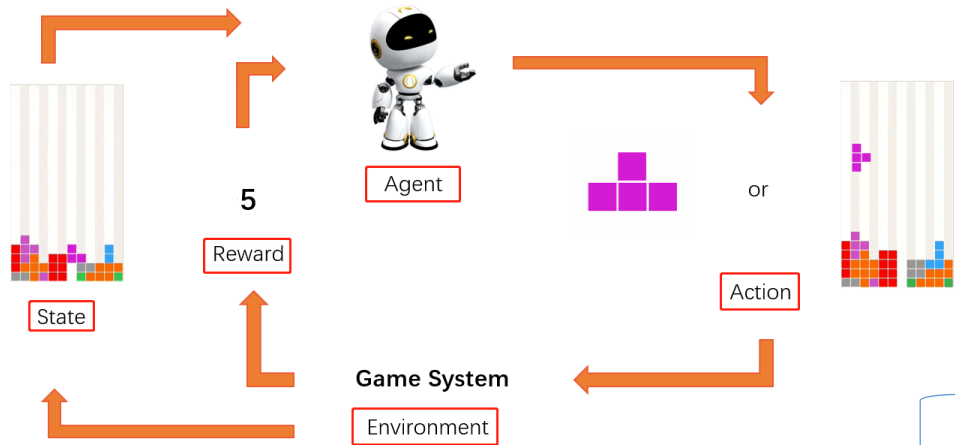 Agent
5
or
Reward
Action
State
Game System
Environment